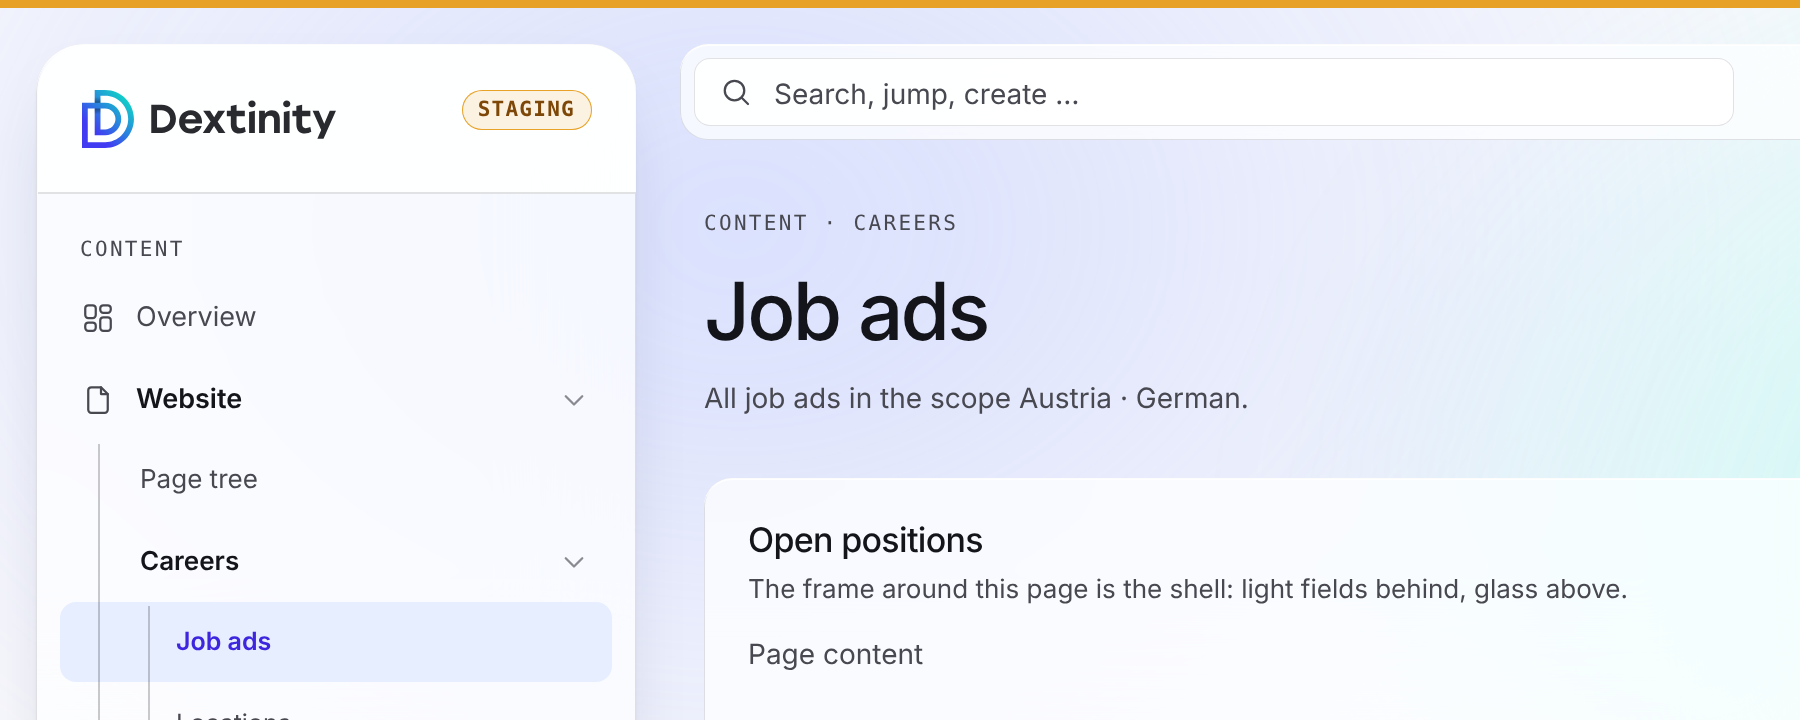 Dextinity
STAGING
Search, jump, create ...
CONTENT
Overview
Website
Page tree
Careers
Job ads
Locations
CONTENT · CAREERS
Job ads
All job ads in the scope Austria · German.
Open positions
The frame around this page is the shell: light fields behind, glass above.
Page content